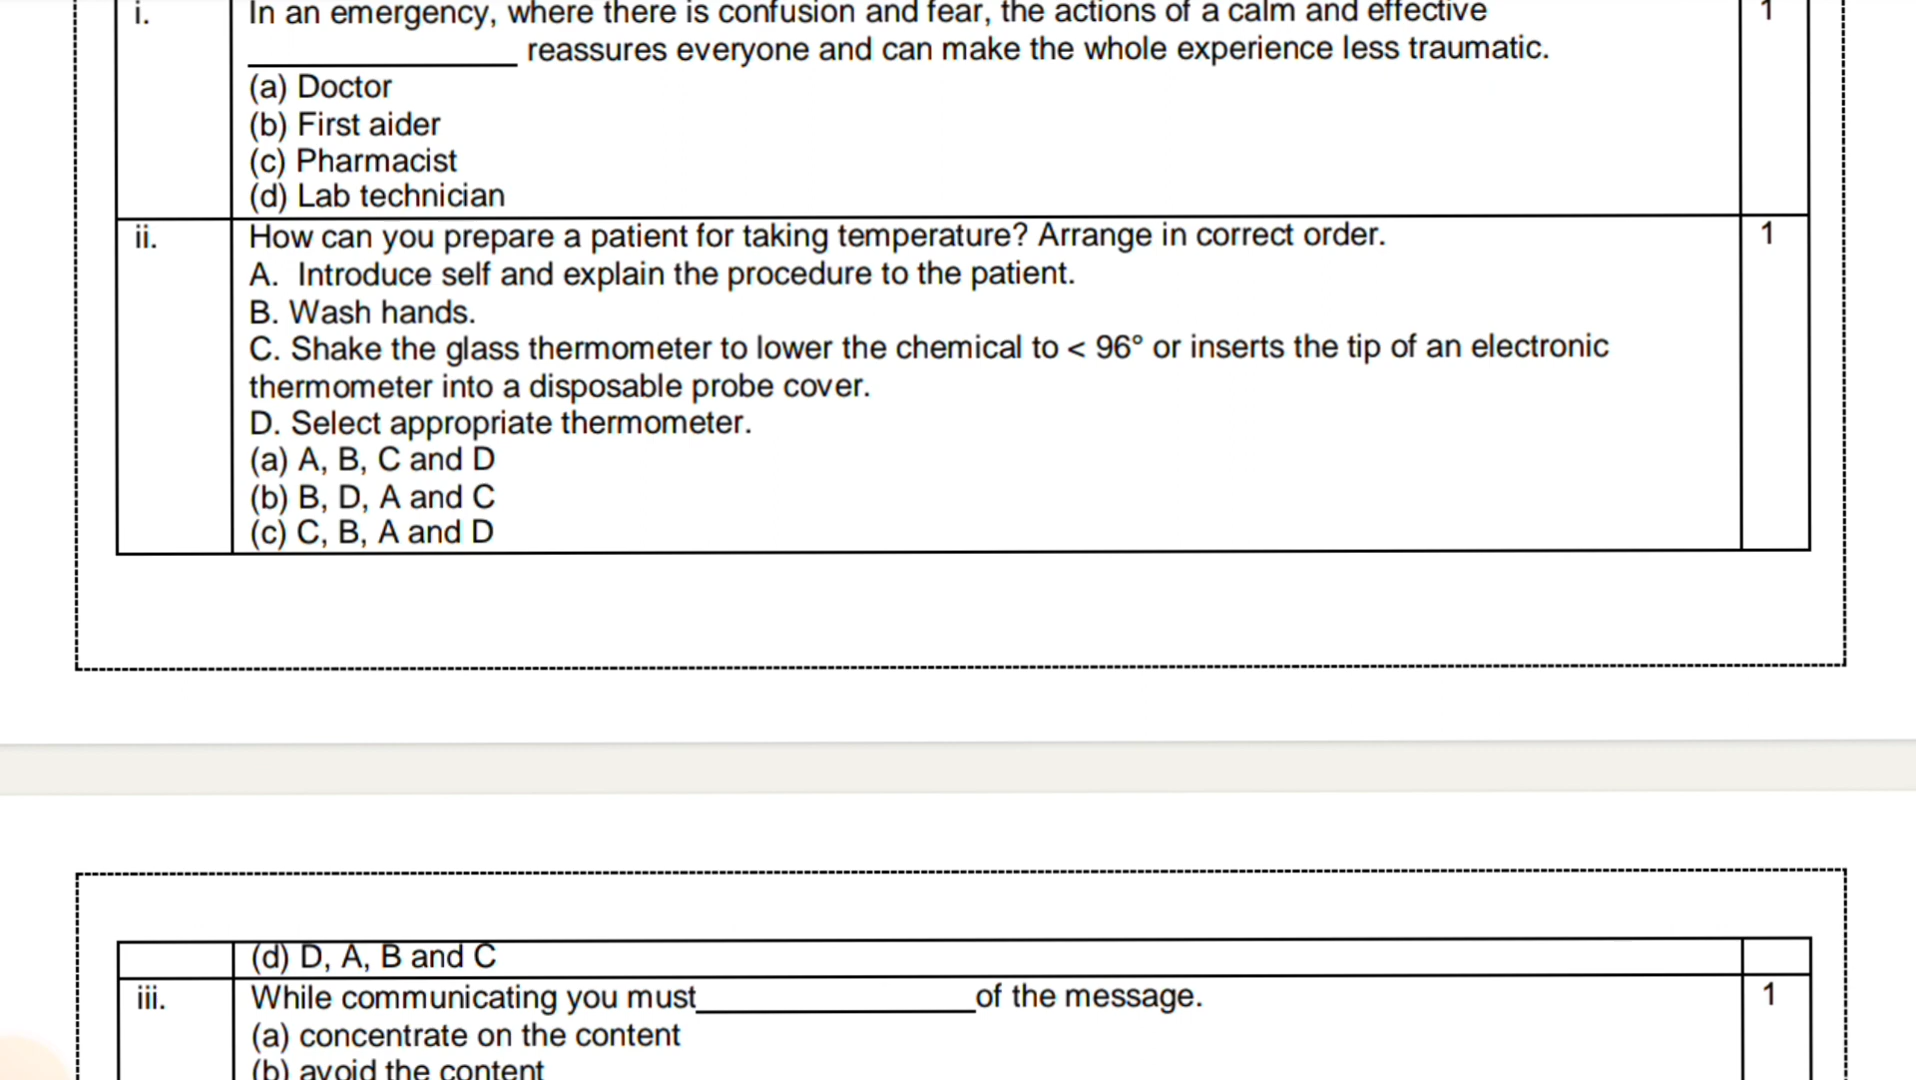 i. In an emergency, where there is confusion and fear, the actions of a calm and effective 1
______________ reassures everyone and can make the whole experience less traumatic.
(a) Doctor
(b) First aider
(c) Pharmacist
(d) Lab technician
ii. How can you prepare a patient for taking temperature? Arrange in correct order. 1
A. Introduce self and explain the procedure to the patient.
B. Wash hands.
C. Shake the glass thermometer to lower the chemical to < 96° or inserts the tip of an electronic
thermometer into a disposable probe cover.
D. Select appropriate thermometer.
(a) A, B, C and D
(b) B, D, A and C
(c) C, B, A and D
(d) D, A, B and C
iii. While communicating you must______________of the message. 1
(a) concentrate on the content
(b) avoid the content